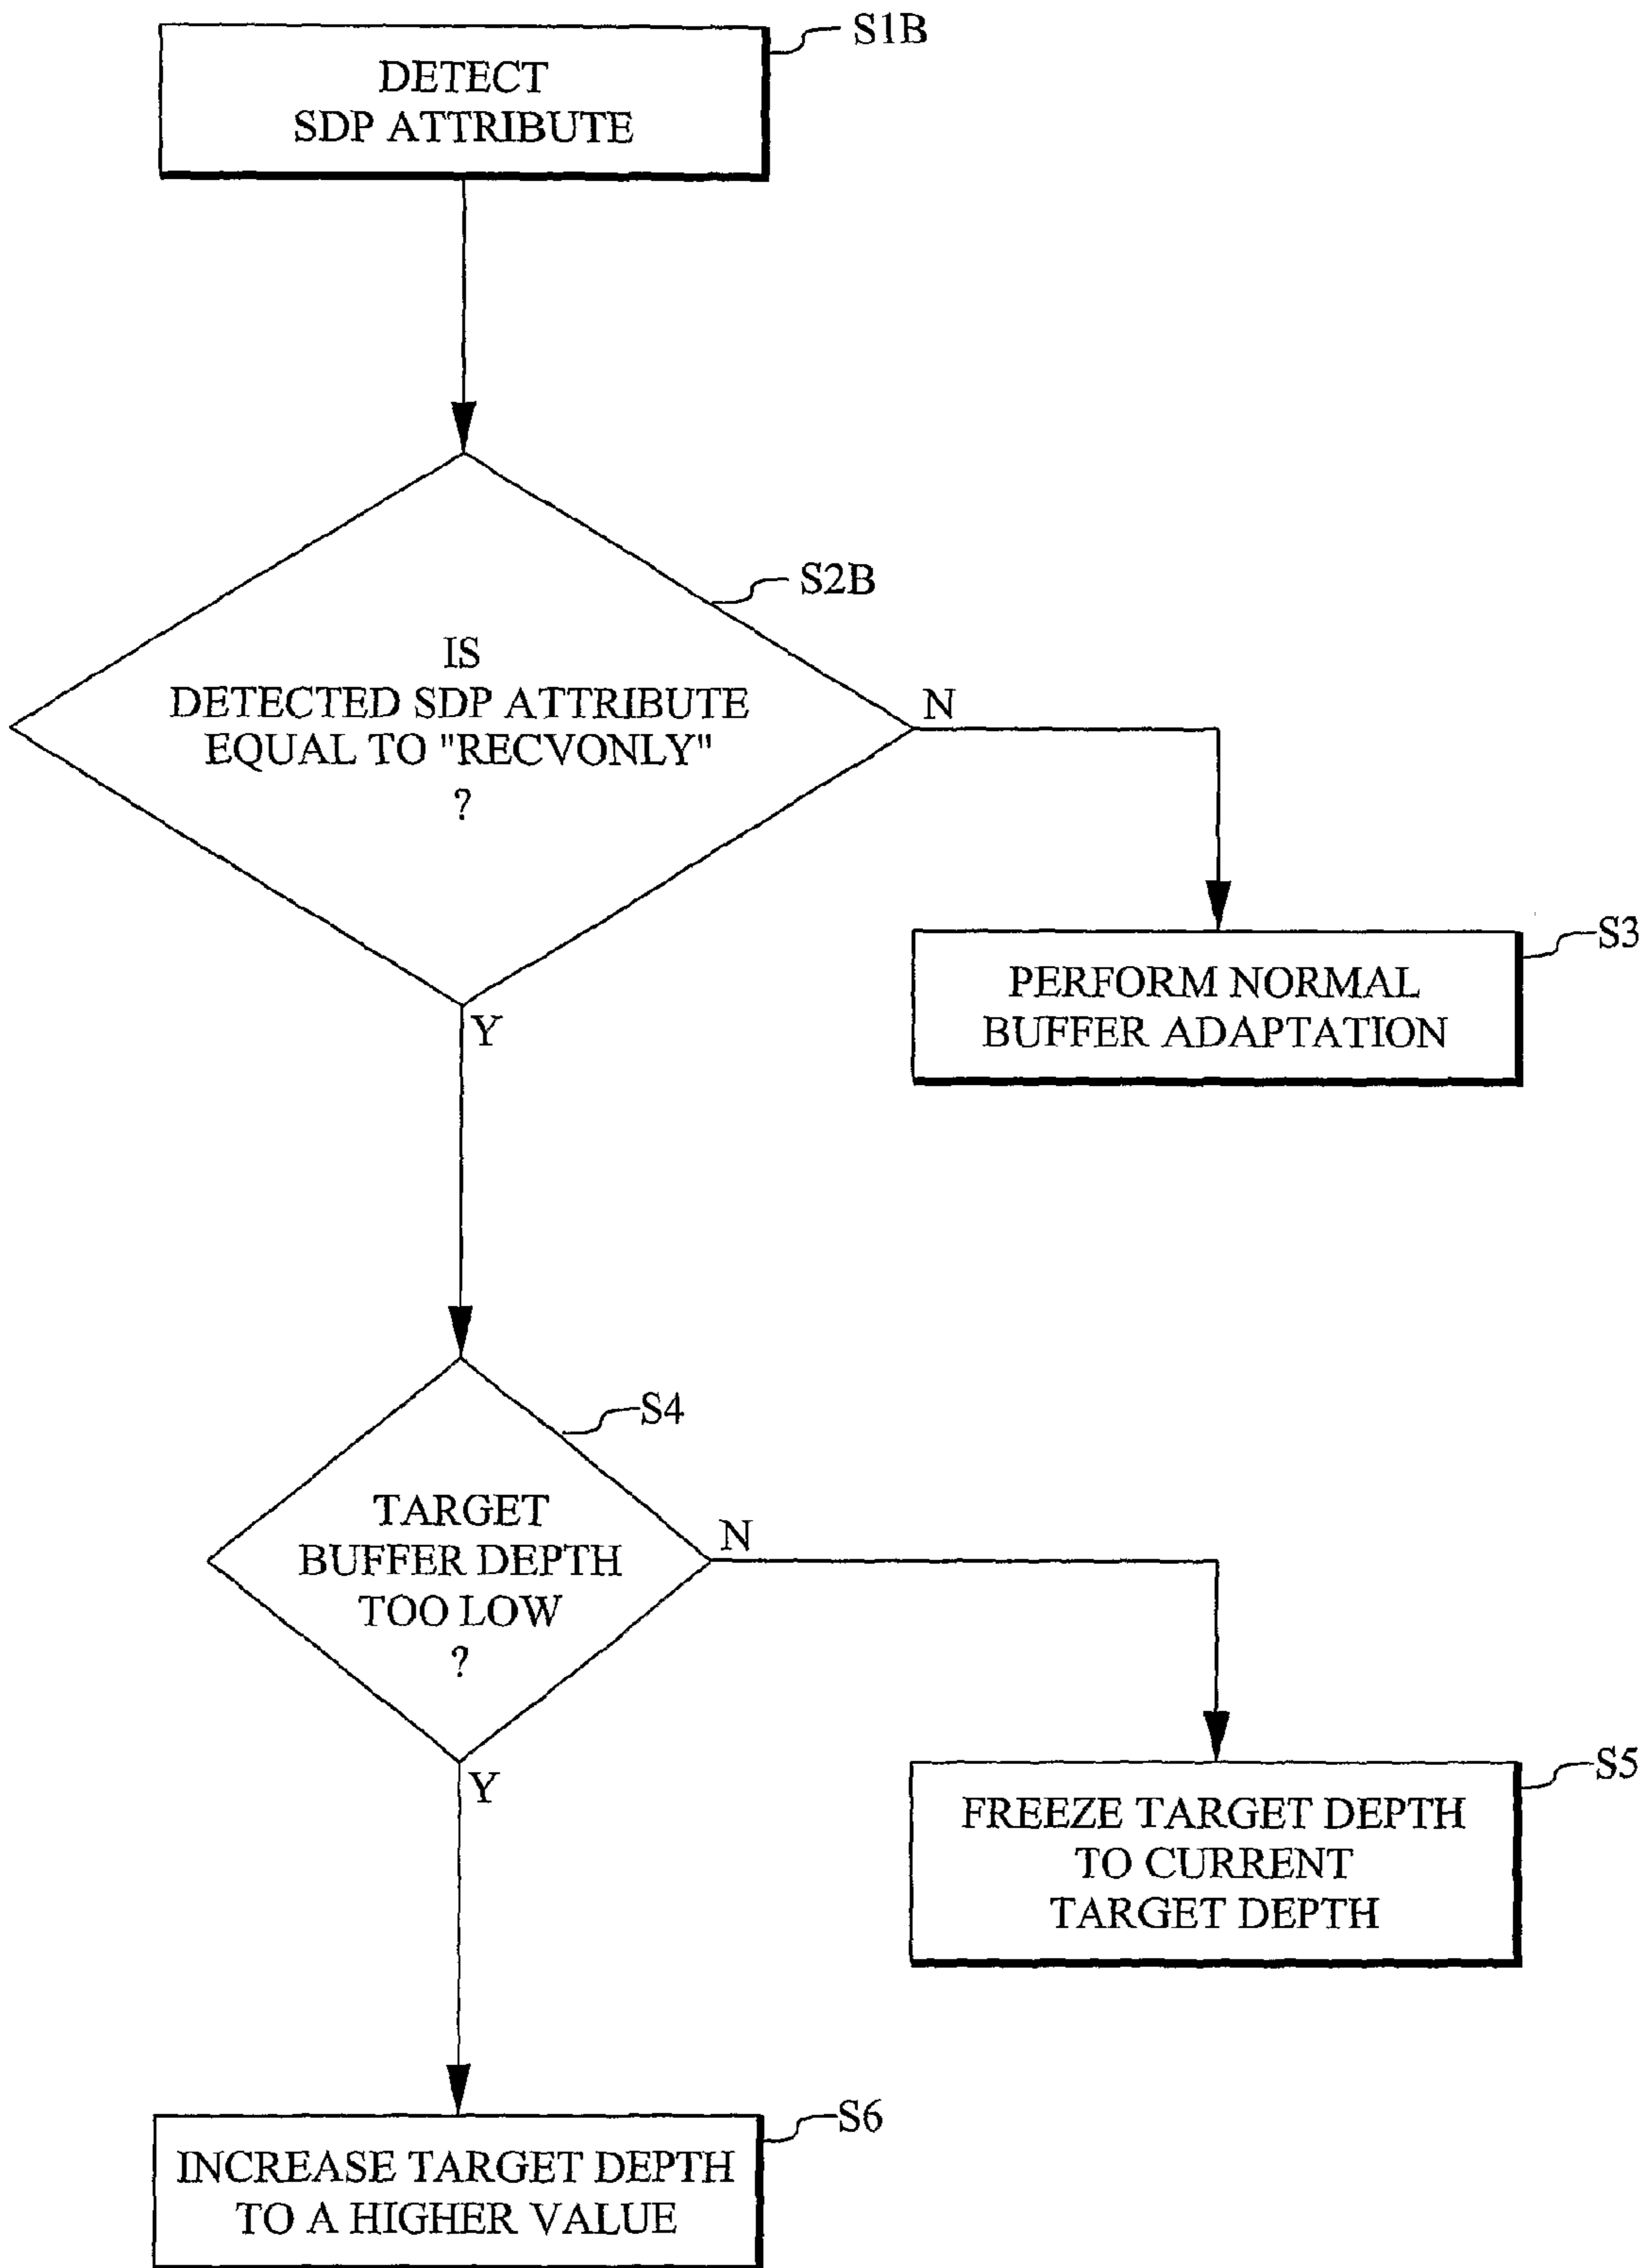 S1B
DETECT
SDP ATTRIBUTE
S2B
IS
DETECTED SDP ATTRIBUTE
EQUAL TO "RECVONLY"
?
N
Y
S3
PERFORM NORMAL
BUFFER ADAPTATION
S4
TARGET
BUFFER DEPTH
TOO LOW
?
N
Y
S5
FREEZE TARGET DEPTH
TO CURRENT
TARGET DEPTH
S6
INCREASE TARGET DEPTH
TO A HIGHER VALUE